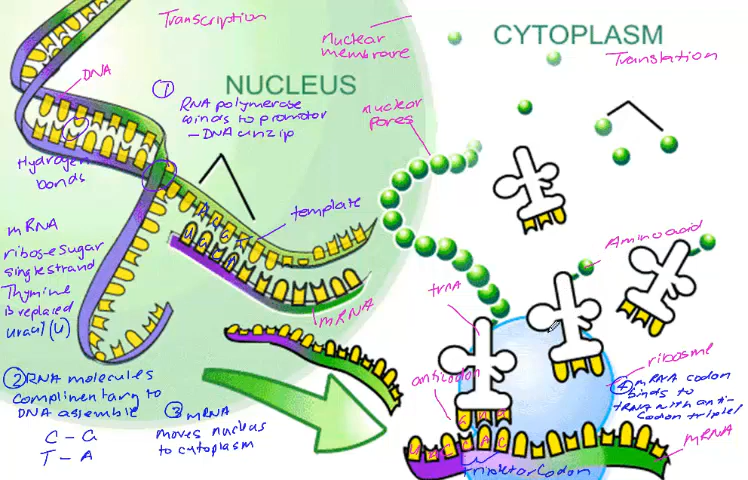 Transcription
Nuclear
membrane
CYTOPLASM
Translation
DNA
NUCLEUS
①
RNA polymerase
binds to promotor
- DNA unzip
Nuclear
pores
Hydrogen
bonds
template
mRNA
ribose sugar
single strand
Thymine
is replaced
uracil (U)
Amino acid
trna
mRNA
② RNA molecules
complimentary to
DNA assemble
C - G
T - A
③ mRNA
moves nucleus
to cytoplasm
anticodon
ribosme
④ mRNA codon
binds to
tRNA with anti-
codon triplet
mRNA
triplet or codon